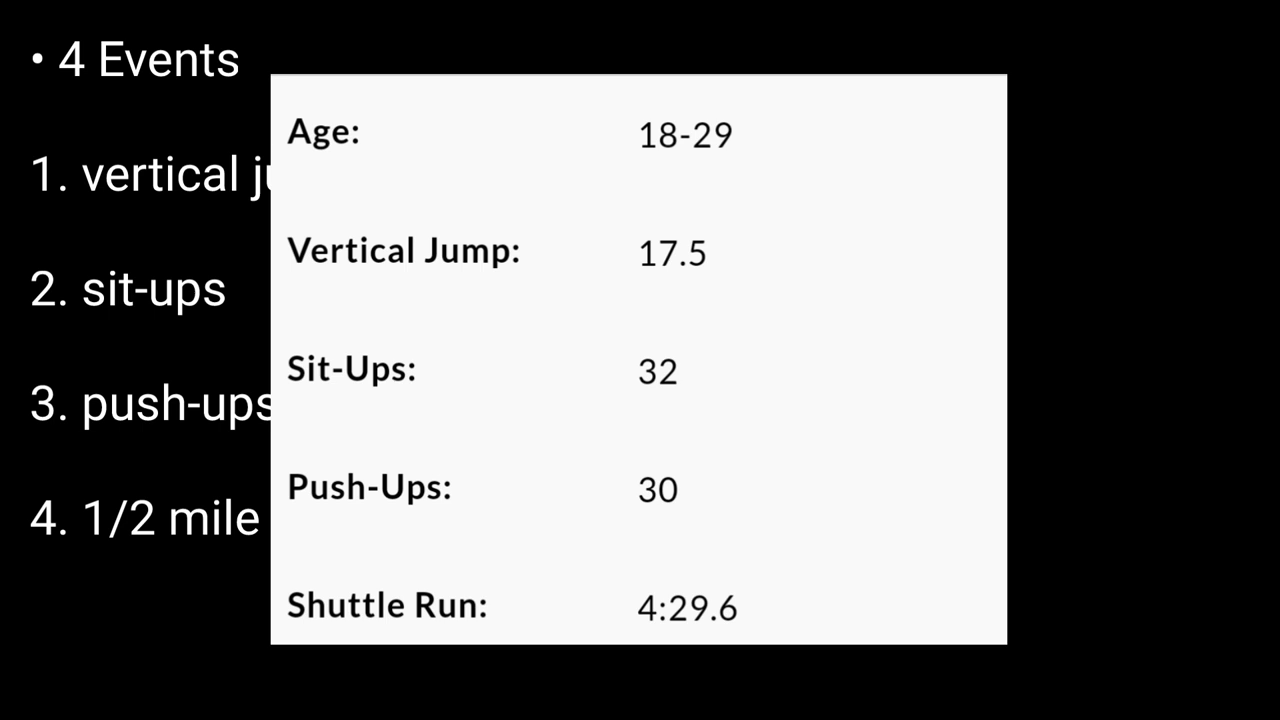 • 4 Events
1. vertical
2. sit-ups
3. push-ups
4. 1/2 mile
Age: 18-29
Vertical Jump: 17.5
Sit-Ups: 32
Push-Ups: 30
Shuttle Run: 4:29.6